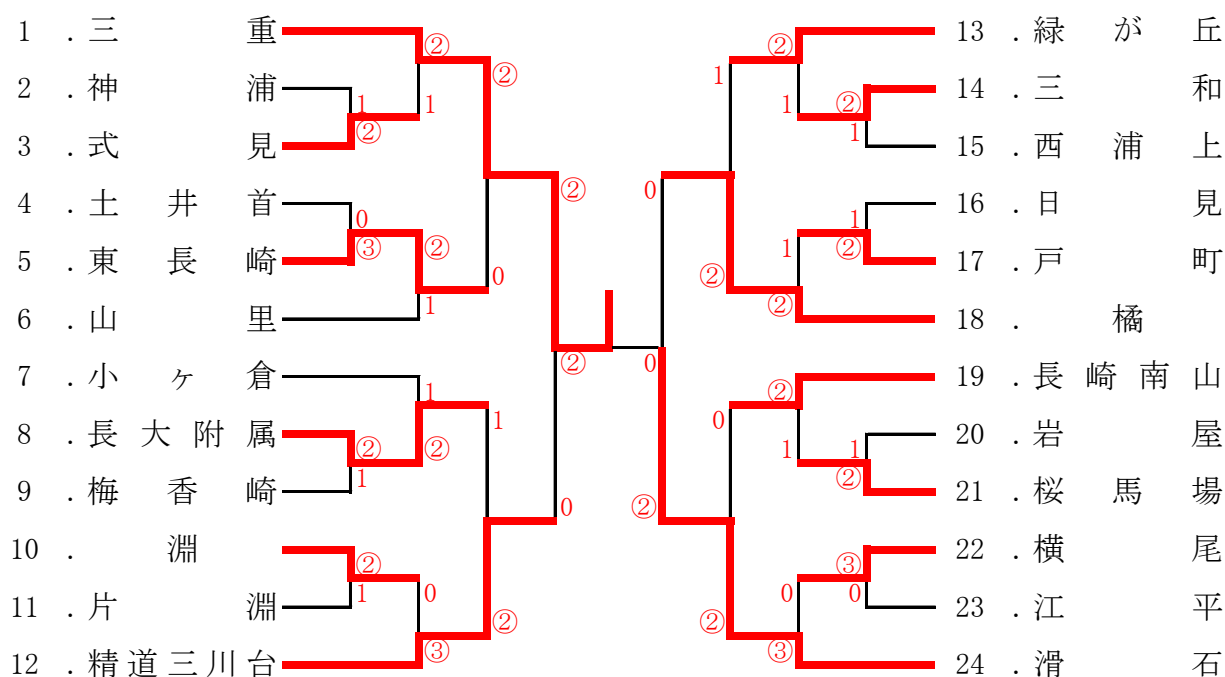 1 .三 重
2 .神 浦
3 .式 見
4 .土 井 首
5 .東 長 崎
6 .山 里
7 .小 ヶ 倉
8 .長 大 附 属
9 .梅 香 崎
10 . 淵
11 .片 淵
12 .精道三川台
②
②
1
1
②
②
0
③
②
0
1
②
1
1
②
②
1
0
②
1
0
②
③
0
②
1
1
②
1
0
1
②
1
②
②
0
②
0
1
1
②
②
③
0
0
②
③
13 .緑 が 丘
14 .三 和
15 .西 浦 上
16 .日 見
17 .戸 町
18 . 橘
19 .長 崎 南 山
20 .岩 屋
21 .桜 馬 場
22 .横 尾
23 .江 平
24 .滑 石